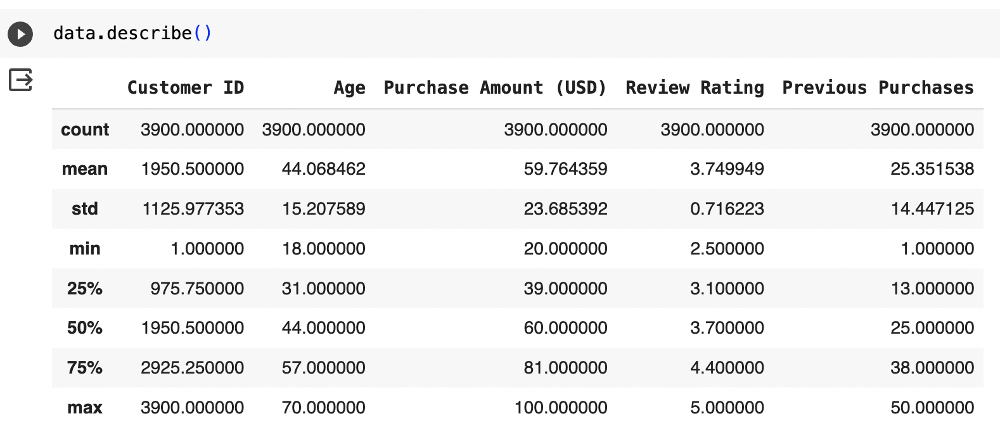 data.describe()
Customer ID Age Purchase Amount (USD) Review Rating Previous Purchases
count 3900.000000 3900.000000 3900.000000 3900.000000 3900.000000
mean 1950.500000 44.068462 59.764359 3.749949 25.351538
std 1125.977353 15.207589 23.685392 0.716223 14.447125
min 1.000000 18.000000 20.000000 2.500000 1.000000
25% 975.750000 31.000000 39.000000 3.100000 13.000000
50% 1950.500000 44.000000 60.000000 3.700000 25.000000
75% 2925.250000 57.000000 81.000000 4.400000 38.000000
max 3900.000000 70.000000 100.000000 5.000000 50.000000